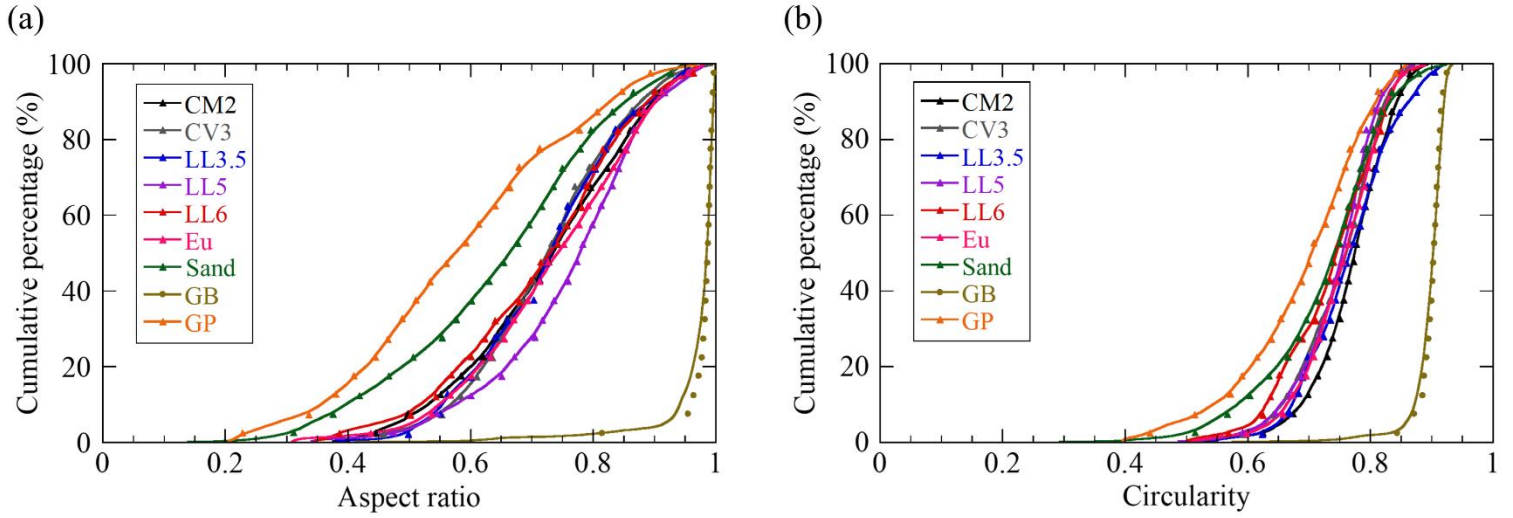 (a)
100
80
60
40
20
0
Cumulative percentage (%)
CM2
CV3
LL3.5
LL5
LL6
Eu
Sand
GB
GP
0 0.2 0.4 0.6 0.8 1
Aspect ratio
(b)
100
80
60
40
20
0
Cumulative percentage (%)
CM2
CV3
LL3.5
LL5
LL6
Eu
Sand
GB
GP
0 0.2 0.4 0.6 0.8 1
Circularity